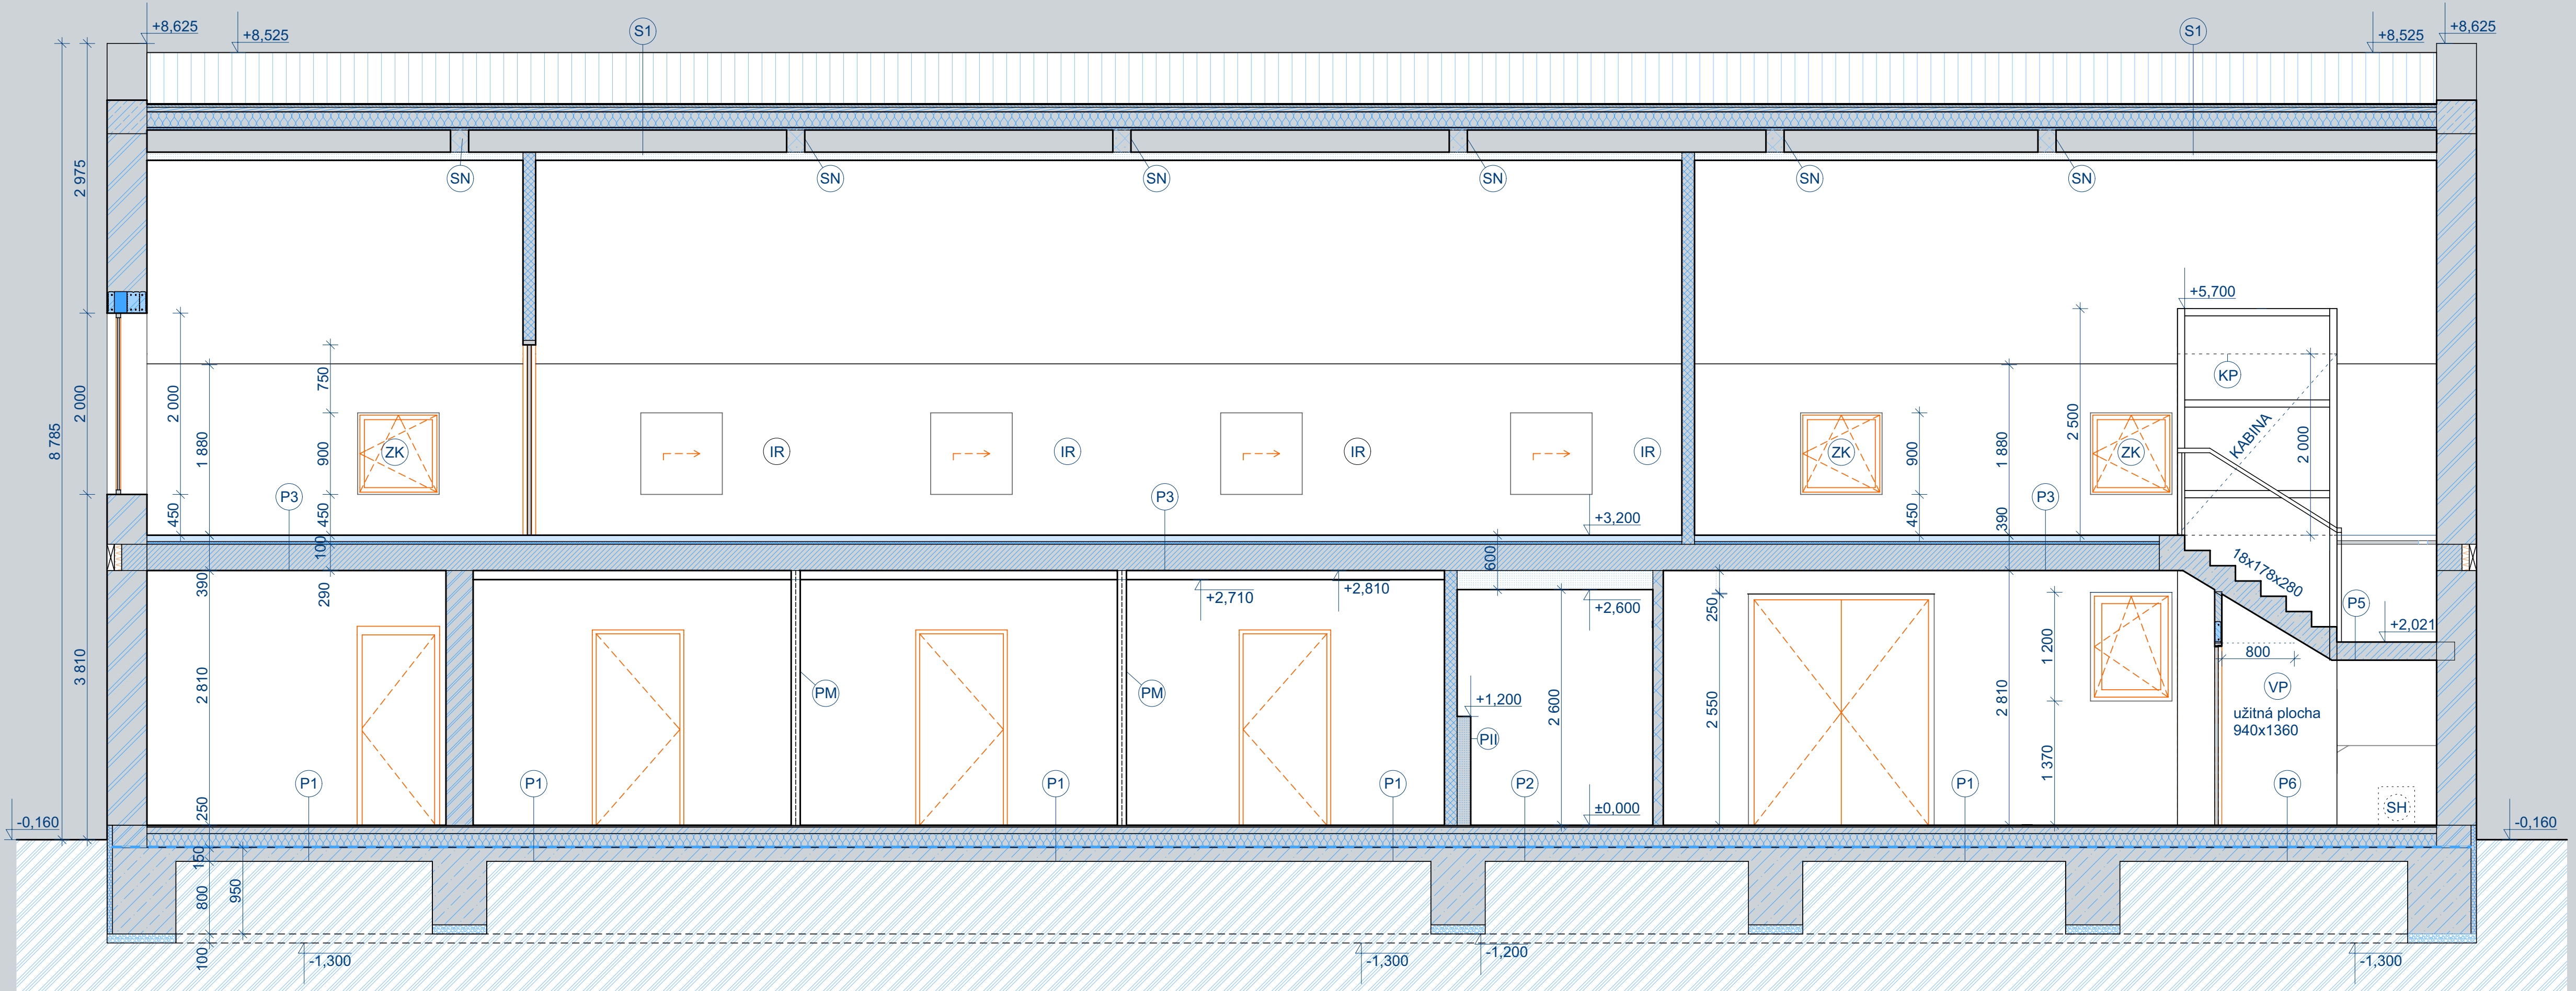 +8,625
+8,525
S1
S1
+8,525
+8,625
2 975
SN
SN
SN
SN
SN
SN
+5,700
KP
8 785
2 000
2 000
1 880
750
900
450
450
ZK
IR
IR
IR
IR
ZK
900
450
1 880
390
2 500
ZK
KABINA
2 000
P3
P3
P3
+3,200
100
600
390
290
+2,710
+2,810
+2,600
250
18x178x280
P5
+2,021
3 810
2 810
PM
PM
+1,200
PII
2 600
2 550
2 810
1 200
1 370
800
VP
užitná plocha
940x1360
P1
P1
P1
P1
P2
P1
P6
SH
±0,000
250
-0,160
-0,160
150
800
950
100
-1,300
-1,300
-1,200
-1,300